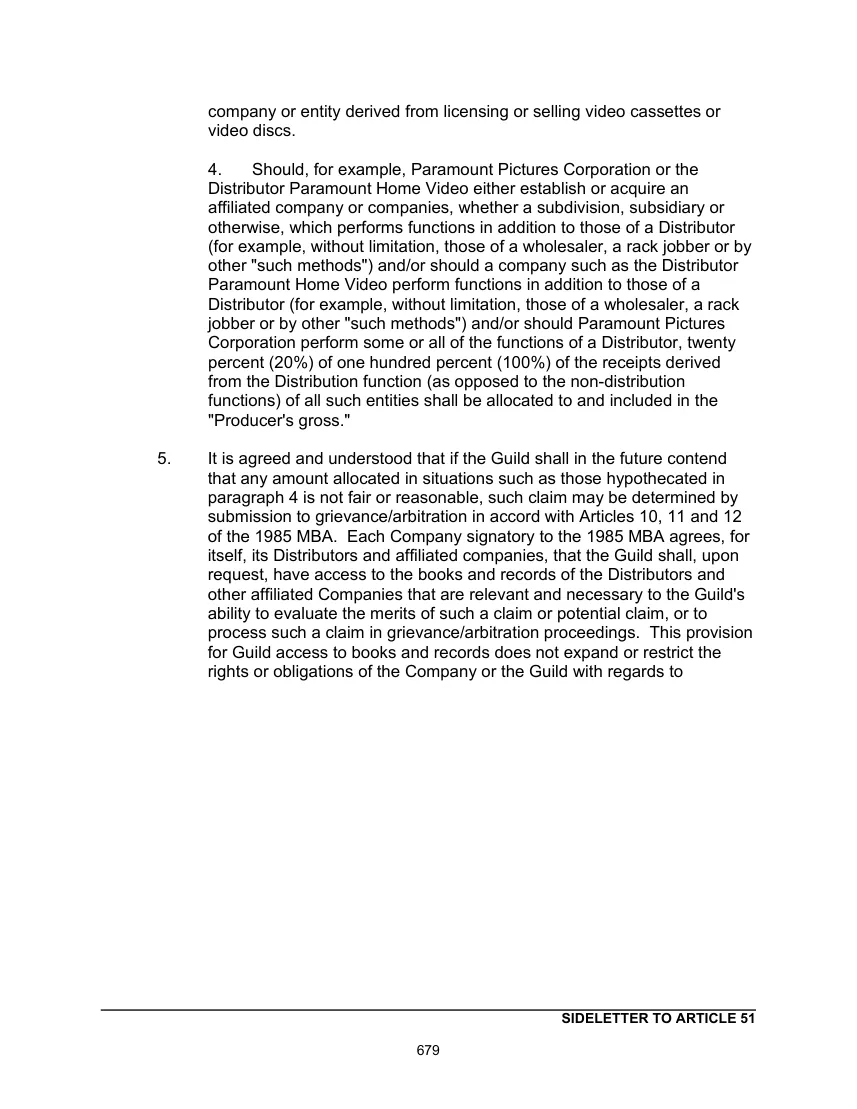 company or entity derived from licensing or selling video cassettes or
video discs.
4. Should, for example, Paramount Pictures Corporation or the
Distributor Paramount Home Video either establish or acquire an
affiliated company or companies, whether a subdivision, subsidiary or
otherwise, which performs functions in addition to those of a Distributor
(for example, without limitation, those of a wholesaler, a rack jobber or by
other "such methods") and/or should a company such as the Distributor
Paramount Home Video perform functions in addition to those of a
Distributor (for example, without limitation, those of a wholesaler, a rack
jobber or by other "such methods") and/or should Paramount Pictures
Corporation perform some or all of the functions of a Distributor, twenty
percent (20%) of one hundred percent (100%) of the receipts derived
from the Distribution function (as opposed to the non-distribution
functions) of all such entities shall be allocated to and included in the
"Producer's gross."
5. It is agreed and understood that if the Guild shall in the future contend
that any amount allocated in situations such as those hypothecated in
paragraph 4 is not fair or reasonable, such claim may be determined by
submission to grievance/arbitration in accord with Articles 10, 11 and 12
of the 1985 MBA. Each Company signatory to the 1985 MBA agrees, for
itself, its Distributors and affiliated companies, that the Guild shall, upon
request, have access to the books and records of the Distributors and
other affiliated Companies that are relevant and necessary to the Guild's
ability to evaluate the merits of such a claim or potential claim, or to
process such a claim in grievance/arbitration proceedings. This provision
for Guild access to books and records does not expand or restrict the
rights or obligations of the Company or the Guild with regards to
SIDELETTER TO ARTICLE 51
679